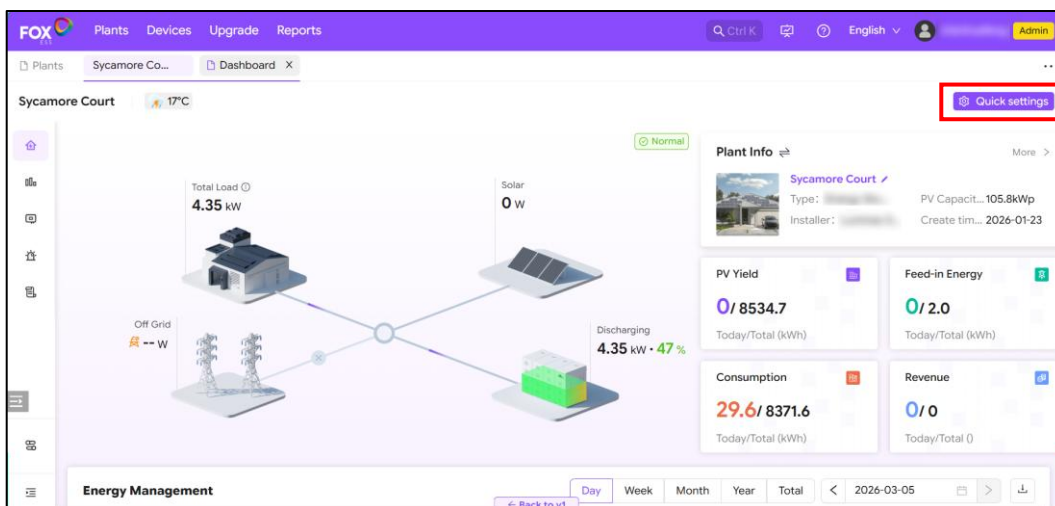 FOX ESS Plants Devices Upgrade Reports Ctrl K English Admin
Plants Sycamore Co... Dashboard X ..
Sycamore Court 17°C Quick settings
Normal
Total Load
4.35 kW
Solar
0 W
Off Grid
-- W
Discharging
4.35 kW · 47 %
Plant Info More >
Sycamore Court
Type: PV Capacit... 105.8kWp
Installer: Create tim... 2026-01-23
PV Yield
0/ 8534.7
Today/Total (kWh)
Feed-in Energy
0/ 2.0
Today/Total (kWh)
Consumption
29.6/ 8371.6
Today/Total (kWh)
Revenue
0/ 0
Today/Total ()
Energy Management Day Week Month Year Total < 2026-03-05 >
← Back to v1